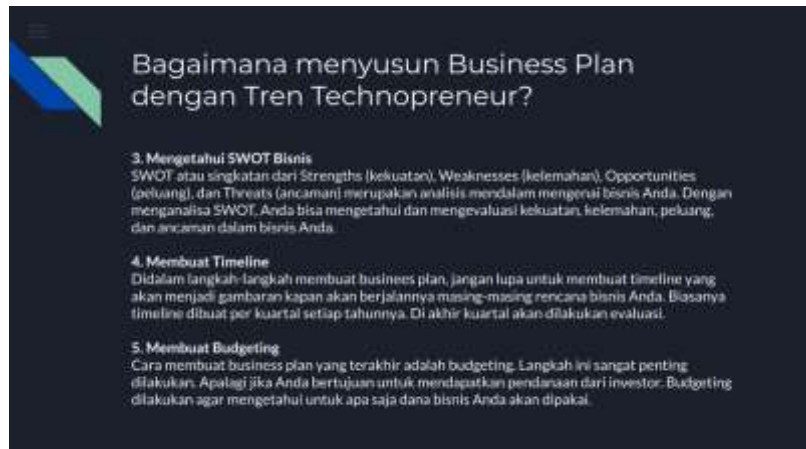 Bagaimana menyusun Business Plan
dengan Tren Technopreneur?
3. Mengetahui SWOT Bisnis
SWOT atau singkatan dari Strengths (kekuatan), Weaknesses (kelemahan), Opportunities
(peluang), dan Threats (ancaman) merupakan analisis mendalam mengenai bisnis Anda. Dengan
menganalisa SWOT, Anda bisa mengetahui dan mengevaluasi kekuatan, kelemahan, peluang,
dan ancaman dalam bisnis Anda.
4. Membuat Timeline
Didalam langkah-langkah membuat businees plan, jangan lupa untuk membuat timeline yang
akan menjadi gambaran kapan akan berjalannya masing-masing rencana bisnis Anda. Biasanya
timeline dibuat per kuartal setiap tahunnya. Di akhir kuartal akan dilakukan evaluasi.
5. Membuat Budgeting
Cara membuat business plan yang terakhir adalah budgeting. Langkah ini sangat penting
dilakukan. Apalagi jika Anda bertujuan untuk mendapatkan pendanaan dari investor. Budgeting
dilakukan agar mengetahui untuk apa saja dana bisnis Anda akan dipakai.